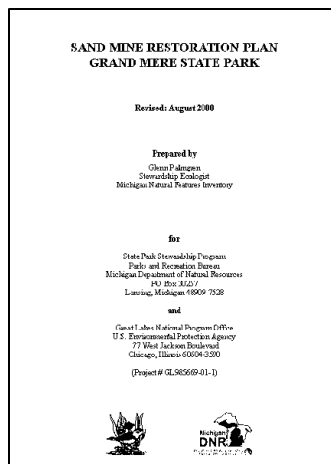 SAND MINE RESTORATION PLAN
GRAND MERE STATE PARK
Revised: August 2000
Prepared by
Glenn Palmgren
Stewardship Ecologist
Michigan Natural Features Inventory
for
State Park Stewardship Program
Parks and Recreation Bureau
Michigan Department of Natural Resources
PO Box 30257
Lansing, Michigan 48909-7528
and
Great Lakes National Program Office
U.S. Environmental Protection Agency
77 West Jackson Boulevard
Chicago, Illinois 60604-3590
(Project # GL985669-01-1)
Michigan
DNR